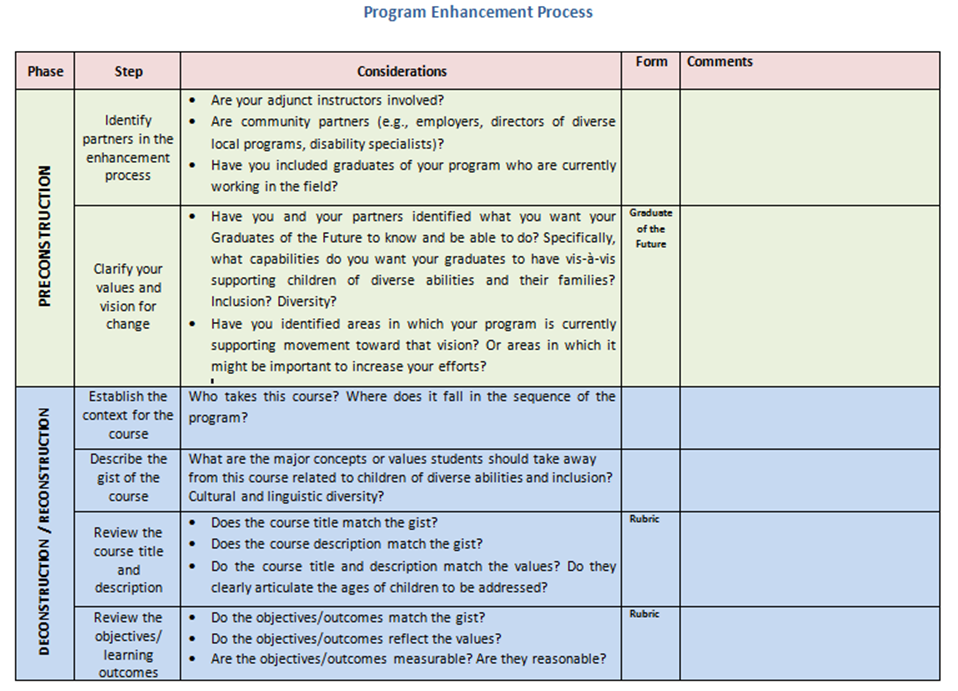 Program Enhancement Process
Phase
Step
Considerations
Form
Comments
PRECONSTRUCTION
Identify
partners in the
enhancement
process
• Are your adjunct instructors involved?
• Are community partners (e.g., employers, directors of diverse
local programs, disability specialists)?
• Have you included graduates of your program who are currently
working in the field?
Clarify your
values and
vision for
change
• Have you and your partners identified what you want your
Graduates of the Future to know and be able to do? Specifically,
what capabilities do you want your graduates to have vis-à-vis
supporting children of diverse abilities and their families?
Inclusion? Diversity?
• Have you identified areas in which your program is currently
supporting movement toward that vision? Or areas in which it
might be important to increase your efforts?
Graduate
of the
Future
DECONSTRUCTION / RECONSTRUCTION
Establish the
context for the
course
Who takes this course? Where does it fall in the sequence of the
program?
Describe the
gist of the
course
What are the major concepts or values students should take away
from this course related to children of diverse abilities and inclusion?
Cultural and linguistic diversity?
Review the
course title
and
description
• Does the course title match the gist?
• Does the course description match the gist?
• Do the course title and description match the values? Do they
clearly articulate the ages of children to be addressed?
Rubric
Review the
objectives/
learning
outcomes
• Do the objectives/outcomes match the gist?
• Do the objectives/outcomes reflect the values?
• Are the objectives/outcomes measurable? Are they reasonable?
Rubric